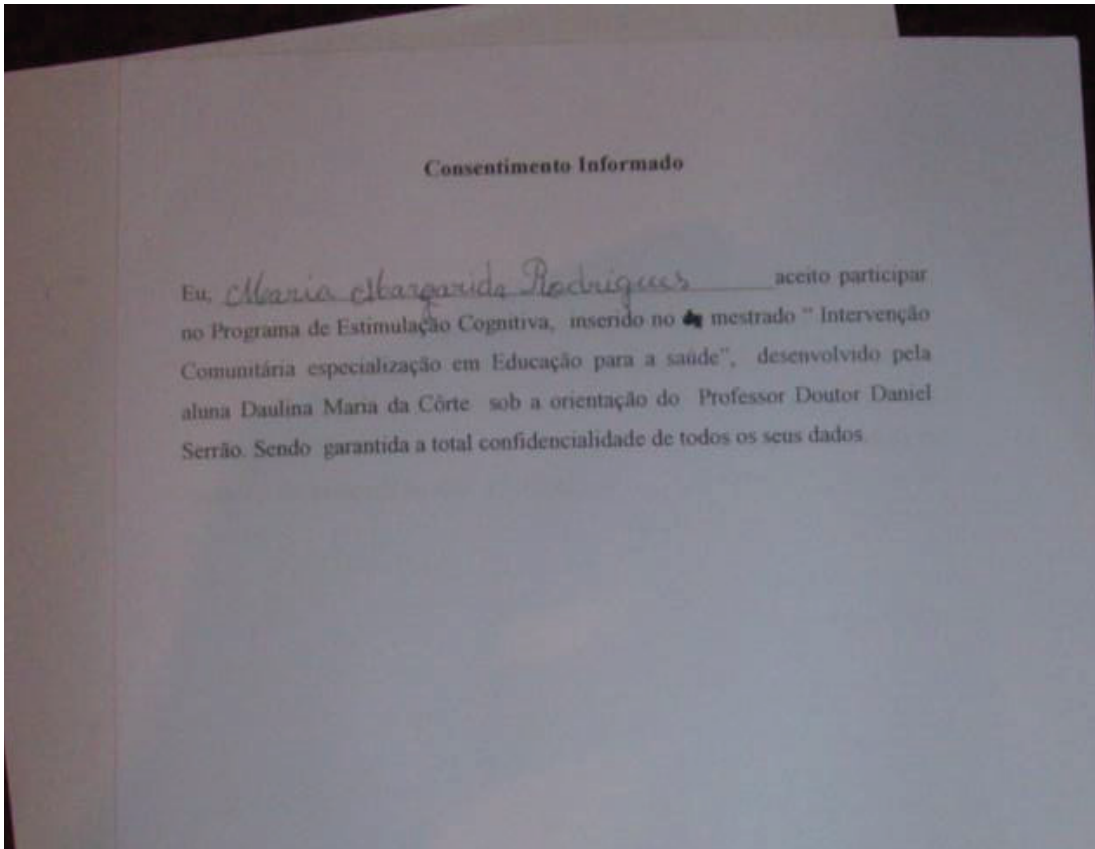 Consentimento Informado
Eu, Maria Margarida Rodrigues aceito participar
no Programa de Estimulação Cognitiva, inserido no mestrado " Intervenção
Comunitária especialização em Educação para a saúde", desenvolvido pela
aluna Daulina Maria da Côrte sob a orientação do Professor Doutor Daniel
Serrão. Sendo garantida a total confidencialidade de todos os seus dados.